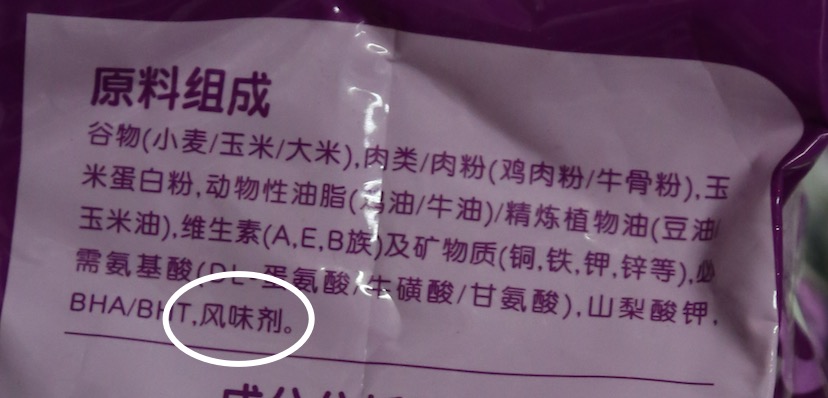 原料组成
谷物(小麦/玉米/大米),肉类/肉粉(鸡肉粉/牛骨粉),玉
米蛋白粉,动物性油脂(鸡油/牛油)/精炼植物油(豆油/
玉米油),维生素(A,E,B族)及矿物质(铜,铁,钾,锌等),必
需氨基酸(DL-蛋氨酸/牛磺酸/甘氨酸),山梨酸钾,
BHA/BHT,风味剂。